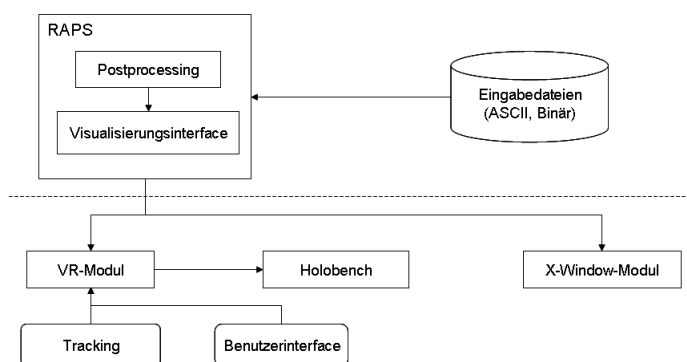 RAPS
Postprocessing
Visualisierungsinterface
Eingabedateien
(ASCII, Binär)
VR-Modul
Holobench
X-Window-Modul
Tracking
Benutzerinterface